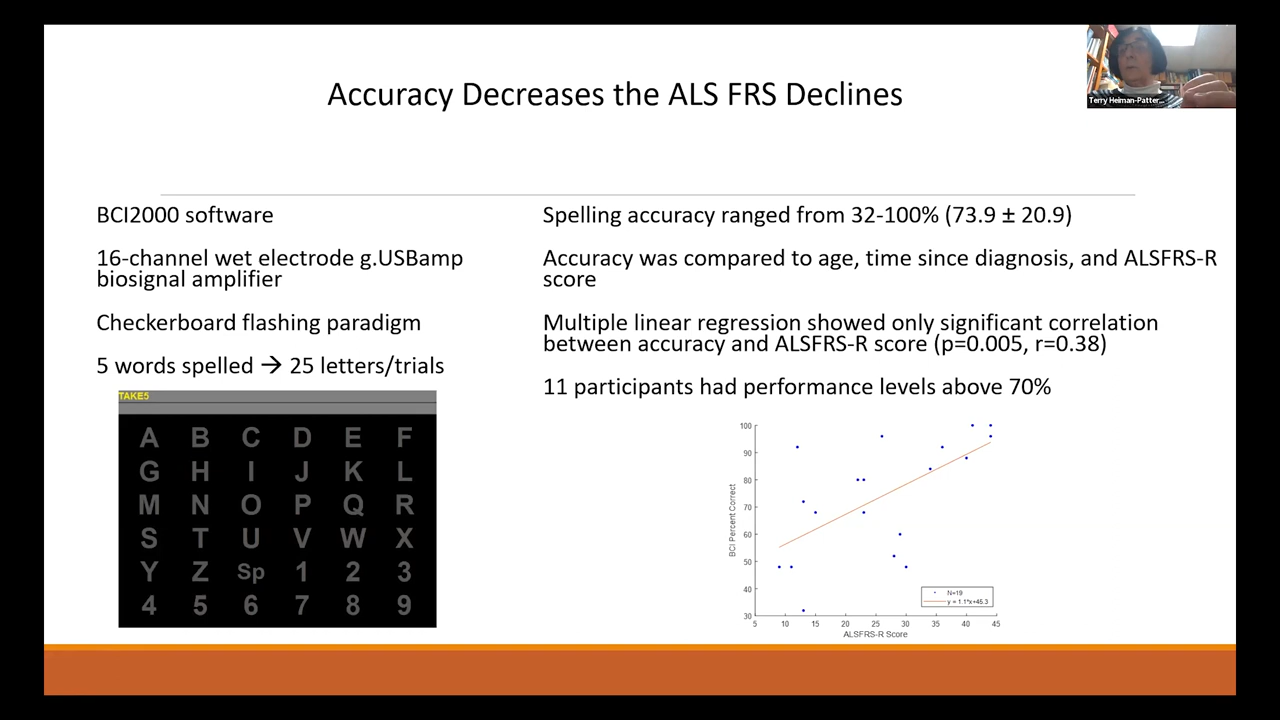 Accuracy Decreases the ALS FRS Declines
Terry Heiman-Patter...
BCI2000 software
16-channel wet electrode g.USBamp
biosignal amplifier
Checkerboard flashing paradigm
5 words spelled → 25 letters/trials
TAKE5
A B C D E F
G H I J K L
M N O P Q R
S T U V W X
Y Z Sp 1 2 3
4 5 6 7 8 9
Spelling accuracy ranged from 32-100% (73.9 ± 20.9)
Accuracy was compared to age, time since diagnosis, and ALSFRS-R
score
Multiple linear regression showed only significant correlation
between accuracy and ALSFRS-R score (p=0.005, r=0.38)
11 participants had performance levels above 70%
100
90
80
70
60
50
40
30
BCI Percent Correct
N=19
y = 1.1*x+45.3
5 10 15 20 25 30 35 40 45
ALSFRS-R Score